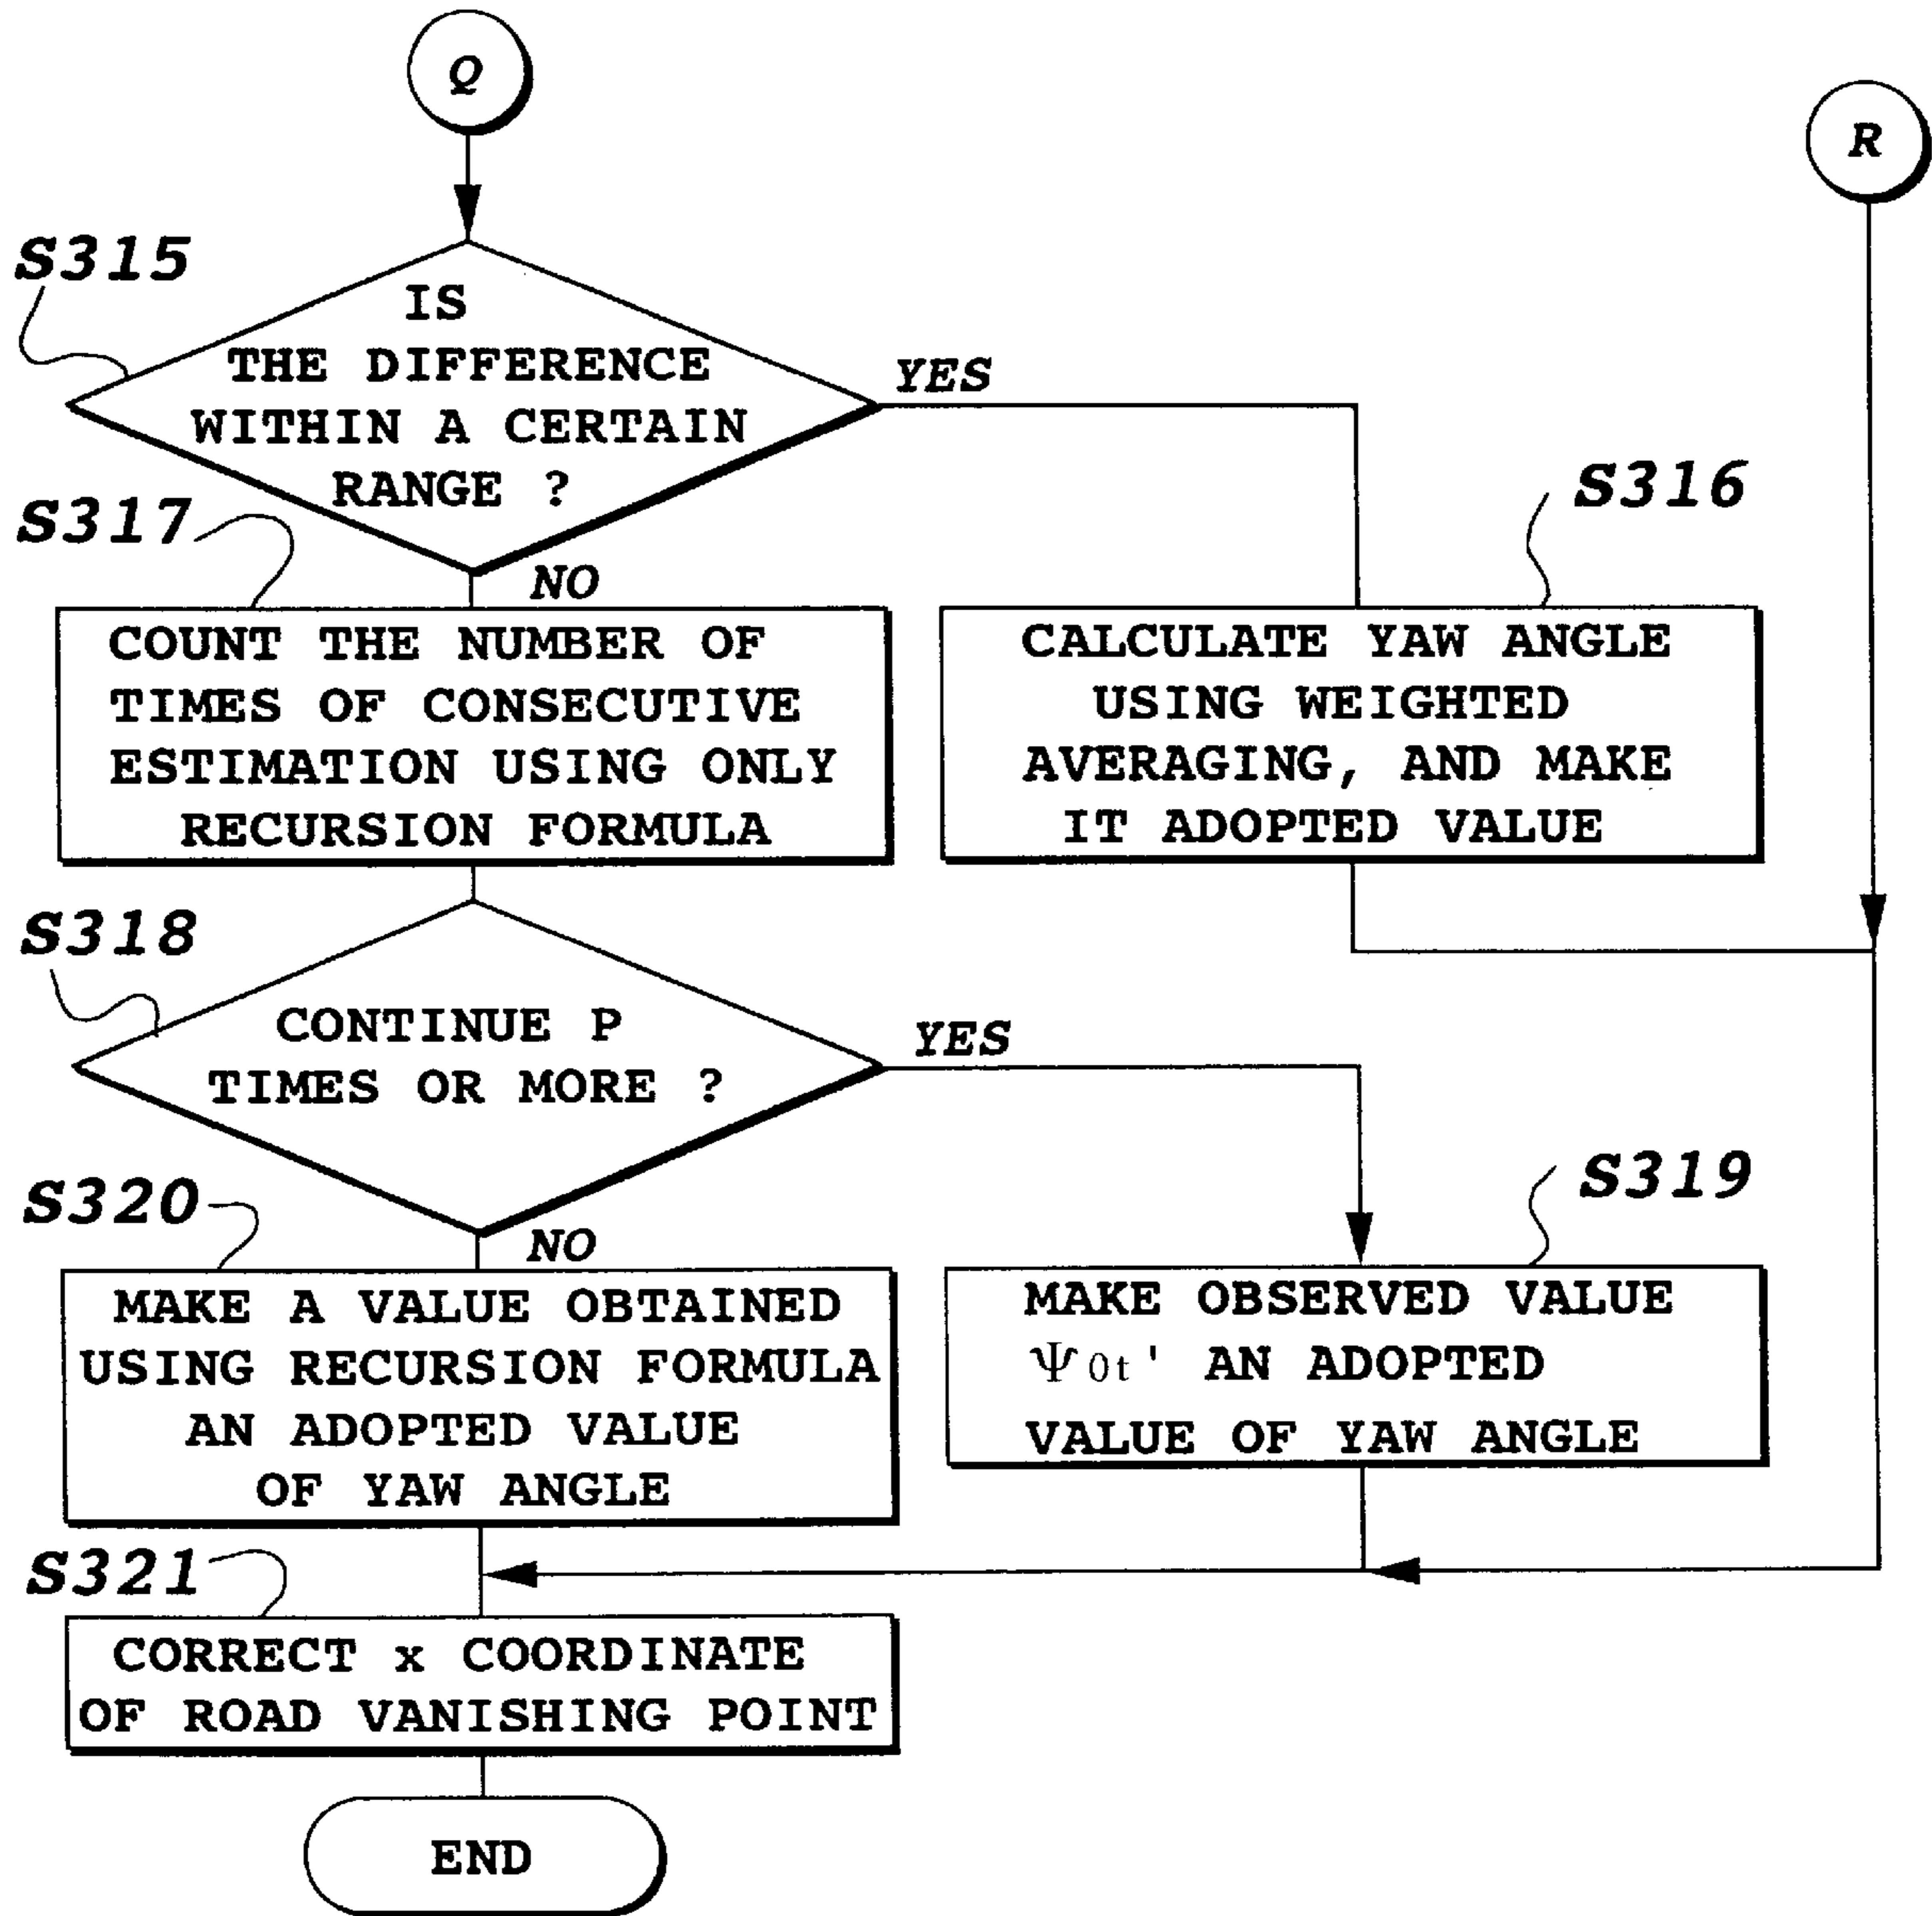 Q
R
S315
IS
THE DIFFERENCE
WITHIN A CERTAIN
RANGE ?
YES
S316
S317
NO
COUNT THE NUMBER OF
TIMES OF CONSECUTIVE
ESTIMATION USING ONLY
RECURSION FORMULA
CALCULATE YAW ANGLE
USING WEIGHTED
AVERAGING, AND MAKE
IT ADOPTED VALUE
S318
CONTINUE P
TIMES OR MORE ?
YES
S319
S320
NO
MAKE A VALUE OBTAINED
USING RECURSION FORMULA
AN ADOPTED VALUE
OF YAW ANGLE
MAKE OBSERVED VALUE
Ψ0t' AN ADOPTED
VALUE OF YAW ANGLE
S321
CORRECT x COORDINATE
OF ROAD VANISHING POINT
END